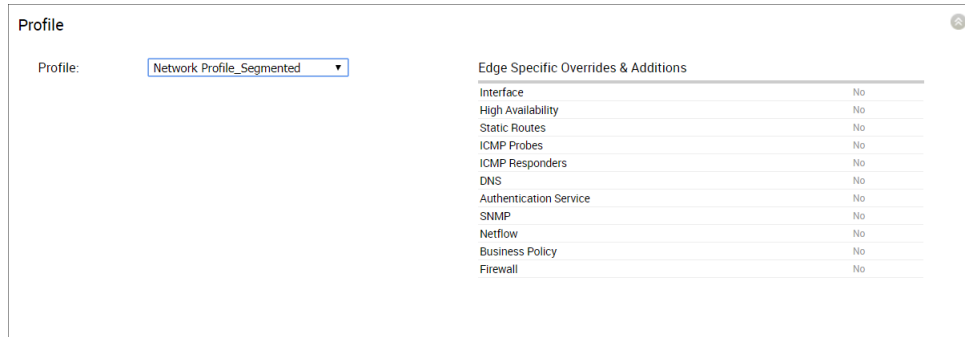 Profile
Profile: Network Profile_Segmented
Edge Specific Overrides & Additions
Interface No
High Availability No
Static Routes No
ICMP Probes No
ICMP Responders No
DNS No
Authentication Service No
SNMP No
Netflow No
Business Policy No
Firewall No